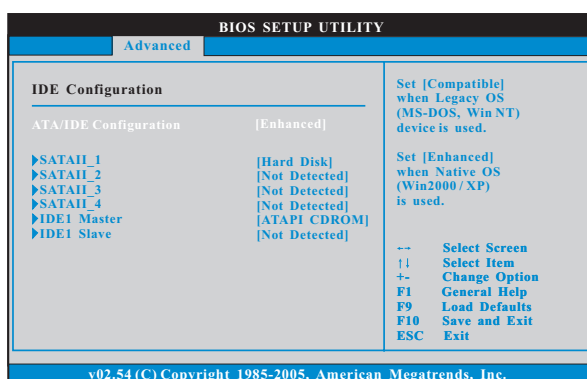 BIOS SETUP UTILITY
Advanced
IDE Configuration
ATA/IDE Configuration [Enhanced]
SATAII_1 [Hard Disk]
SATAII_2 [Not Detected]
SATAII_3 [Not Detected]
SATAII_4 [Not Detected]
IDE1 Master [ATAPI CDROM]
IDE1 Slave [Not Detected]
Set [Compatible]
when Legacy OS
(MS-DOS, Win NT)
device is used.
Set [Enhanced]
when Native OS
(Win2000 / XP)
is used.
←→ Select Screen
↑↓ Select Item
+- Change Option
F1 General Help
F9 Load Defaults
F10 Save and Exit
ESC Exit
v02.54 (C) Copyright 1985-2005, American Megatrends, Inc.